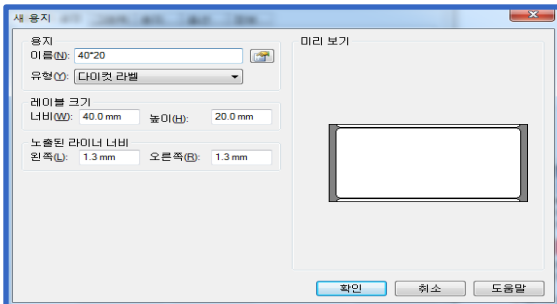 새 용지
용지
이름(N): 40*20
유형(Y): 다이컷 라벨
레이블 크기
너비(W): 40.0 mm 높이(H): 20.0 mm
노출된 라이너 너비
왼쪽(L): 1.3 mm 오른쪽(R): 1.3 mm
미리 보기
확인 취소 도움말